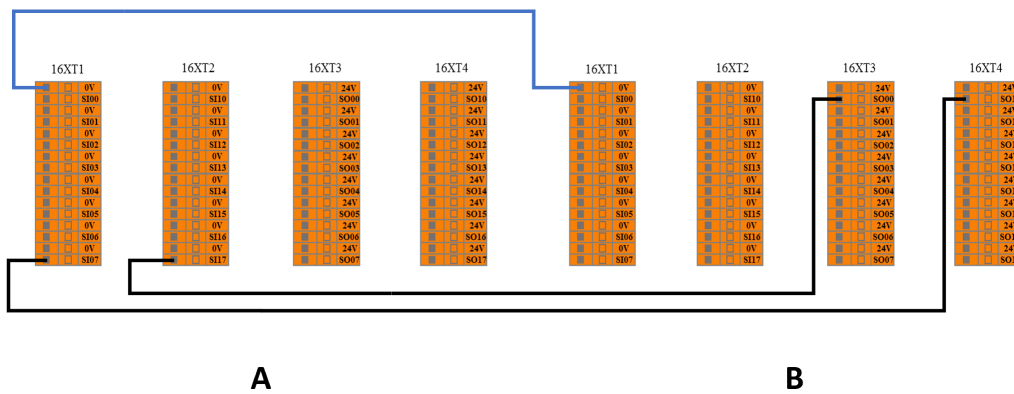 16XT1
0V
SI00
0V
SI01
0V
SI02
0V
SI03
0V
SI04
0V
SI05
0V
SI06
0V
SI07
16XT2
0V
SI10
0V
SI11
0V
SI12
0V
SI13
0V
SI14
0V
SI15
0V
SI16
0V
SI17
16XT3
24V
SO00
24V
SO01
24V
SO02
24V
SO03
24V
SO04
24V
SO05
24V
SO06
24V
SO07
16XT4
24V
SO10
24V
SO11
24V
SO12
24V
SO13
24V
SO14
24V
SO15
24V
SO16
24V
SO17
A
16XT1
0V
SI00
0V
SI01
0V
SI02
0V
SI03
0V
SI04
0V
SI05
0V
SI06
0V
SI07
16XT2
0V
SI10
0V
SI11
0V
SI12
0V
SI13
0V
SI14
0V
SI15
0V
SI16
0V
SI17
16XT3
24V
SO00
24V
SO01
24V
SO02
24V
SO03
24V
SO04
24V
SO05
24V
SO06
24V
SO07
16XT4
B